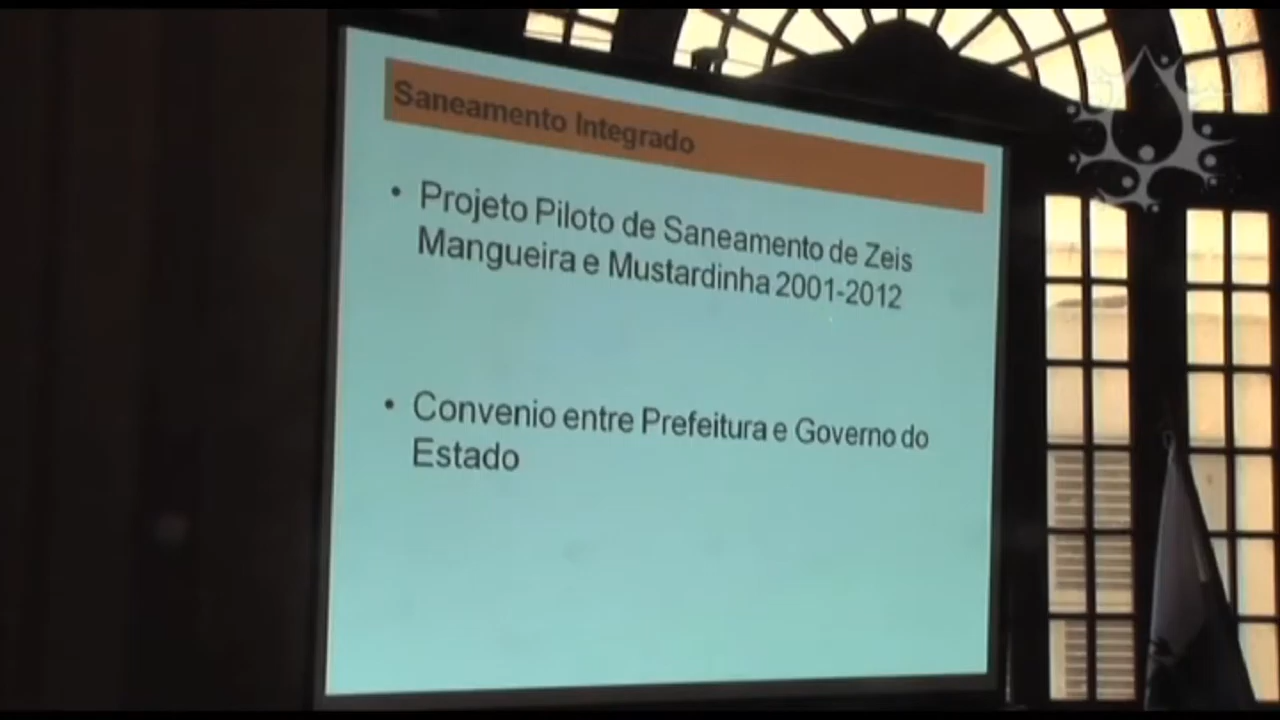 Saneamento Integrado
• Projeto Piloto de Saneamento de Zeis
Mangueira e Mustardinha 2001-2012
• Convenio entre Prefeitura e Governo do
Estado